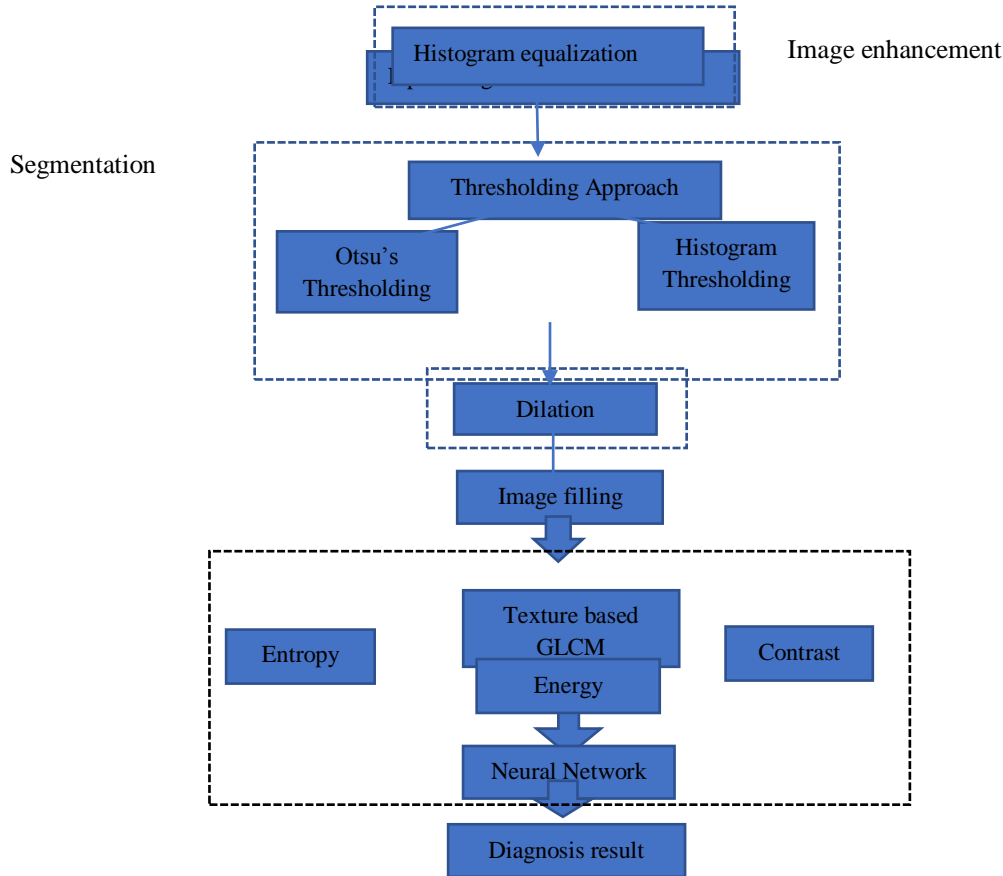 Histogram equalization
Image enhancement
Segmentation
Thresholding Approach
Otsu’s
Thresholding
Histogram
Thresholding
Dilation
Image filling
Texture based
GLCM
Entropy
Contrast
Energy
Neural Network
Diagnosis result